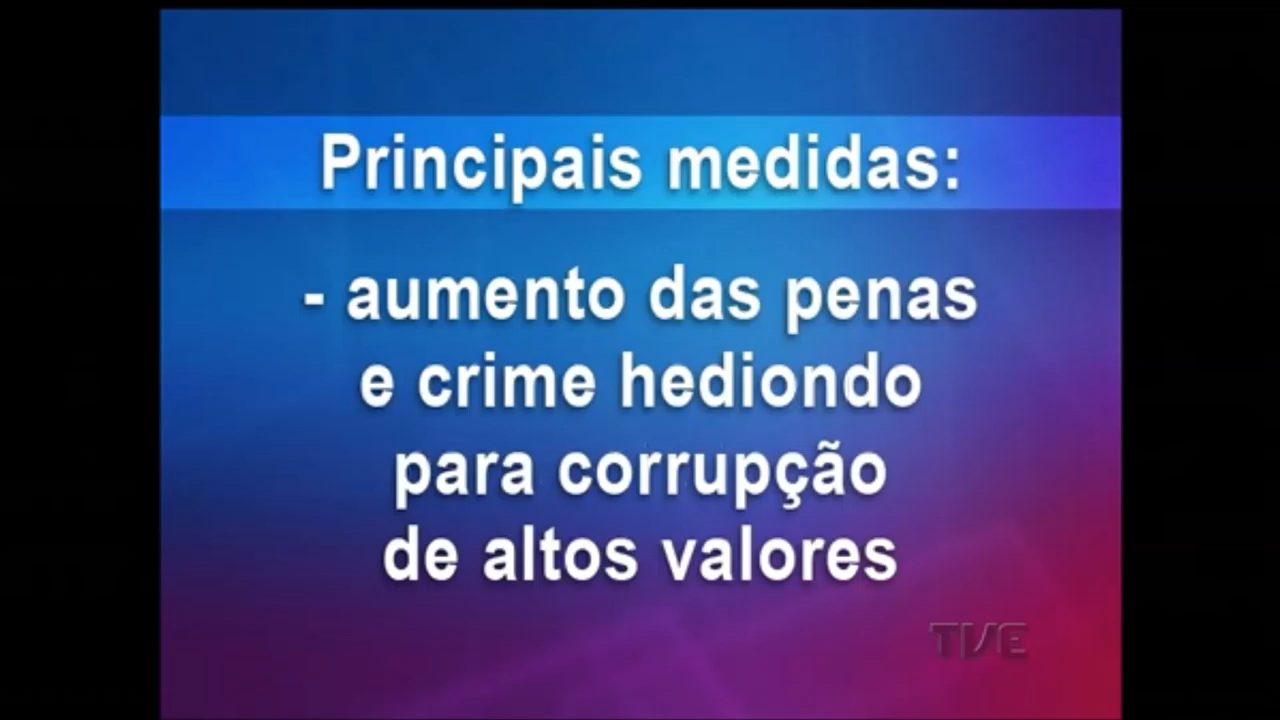 Principais medidas:
- aumento das penas
e crime hediondo
para corrupção
de altos valores
TVE